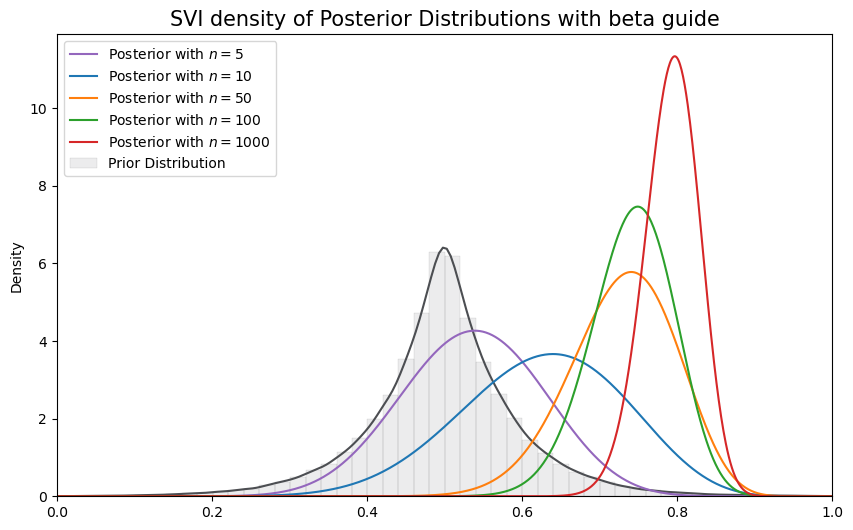 SVI density of Posterior Distributions with beta guide
Posterior with n = 5
Posterior with n = 10
Posterior with n = 50
Posterior with n = 100
Posterior with n = 1000
Prior Distribution
Density
10
8
6
4
2
0
0.0 0.2 0.4 0.6 0.8 1.0